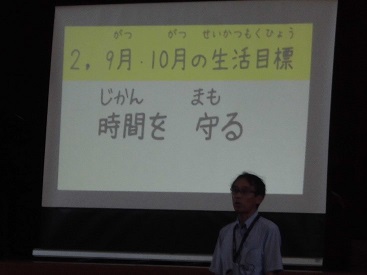 がつ がつ せいかつもくひょう
2，9月・10月の生活目標
じかん まも
時間を 守る